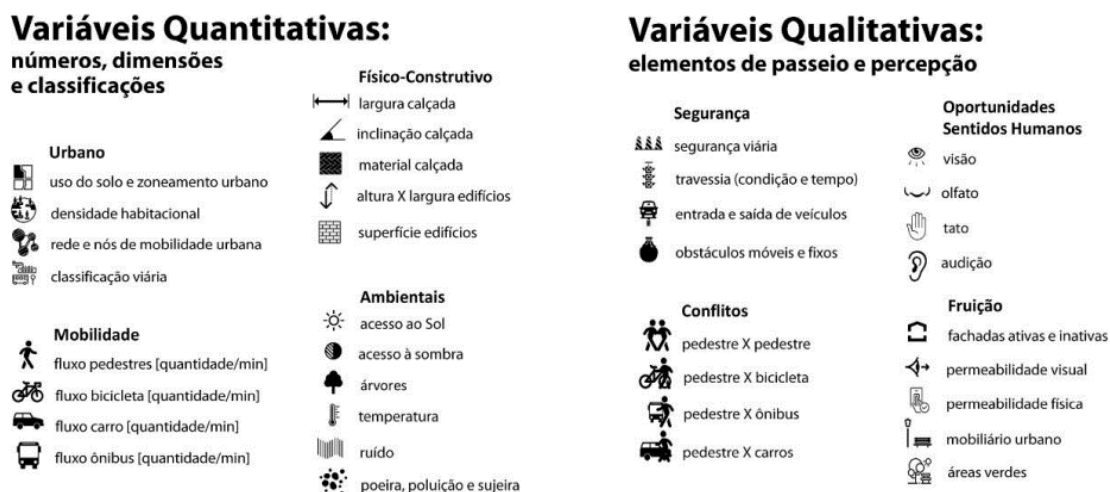 Variáveis Quantitativas:
números, dimensões
e classificações
Urbano
uso do solo e zoneamento urbano
densidade habitacional
rede e nós de mobilidade urbana
classificação viária
Mobilidade
fluxo pedestres [quantidade/min]
fluxo bicicleta [quantidade/min]
fluxo carro [quantidade/min]
fluxo ônibus [quantidade/min]
Físico-Construtivo
largura calçada
inclinação calçada
material calçada
altura X largura edifícios
superfície edifícios
Ambientais
acesso ao Sol
acesso à sombra
árvores
temperatura
ruído
poeira, poluição e sujeira
Variáveis Qualitativas:
elementos de passeio e percepção
Segurança
segurança viária
travessia (condição e tempo)
entrada e saída de veículos
obstáculos móveis e fixos
Conflitos
pedestre X pedestre
pedestre X bicicleta
pedestre X ônibus
pedestre X carros
Oportunidades
Sentidos Humanos
visão
olfato
tato
audição
Fruição
fachadas ativas e inativas
permeabilidade visual
permeabilidade física
mobiliário urbano
áreas verdes